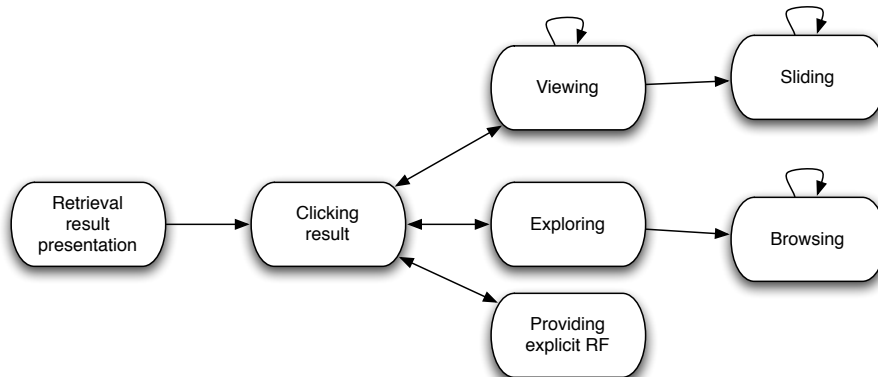 Retrieval
result
presentation
Clicking
result
Viewing
Sliding
Exploring
Browsing
Providing
explicit RF